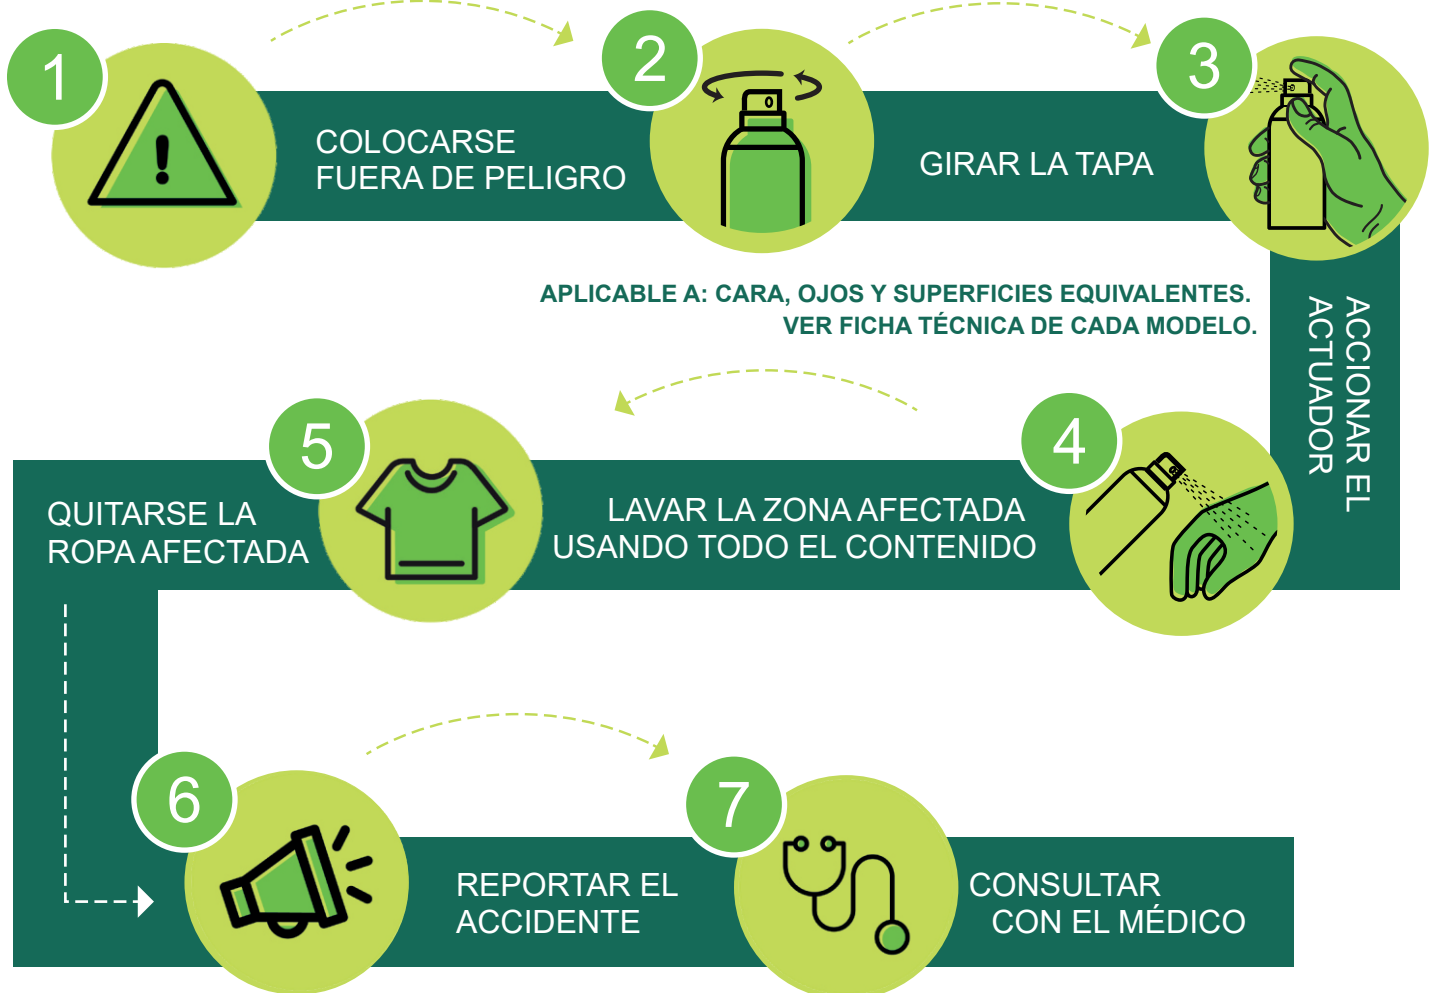 1
COLOCARSE
FUERA DE PELIGRO
2
GIRAR LA TAPA
3
ACCIONAR EL
ACTUADOR
APLICABLE A: CARA, OJOS Y SUPERFICIES EQUIVALENTES.
VER FICHA TÉCNICA DE CADA MODELO.
4
LAVAR LA ZONA AFECTADA
USANDO TODO EL CONTENIDO
5
QUITARSE LA
ROPA AFECTADA
6
REPORTAR EL
ACCIDENTE
7
CONSULTAR
CON EL MÉDICO